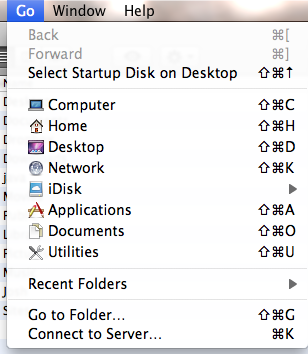 Go Window Help
Back ⌘[
Forward ⌘]
Select Startup Disk on Desktop ⇧⌘↑
Computer ⇧⌘C
Home ⇧⌘H
Desktop ⇧⌘D
Network ⇧⌘K
iDisk
Applications ⇧⌘A
Documents ⇧⌘O
Utilities ⇧⌘U
Recent Folders
Go to Folder... ⇧⌘G
Connect to Server... ⌘K